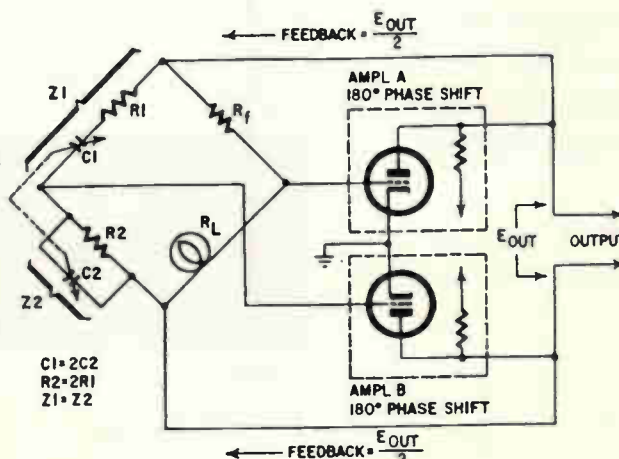 FEEDBACK = E_OUT/2
AMPL A
180° PHASE SHIFT
Z1
R1
Rf
C1
RL
R2
C2
Z2
E_OUT
OUTPUT
C1=2C2
R2=2R1
Z1=Z2
AMPL B
180° PHASE SHIFT
FEEDBACK = E_OUT/2